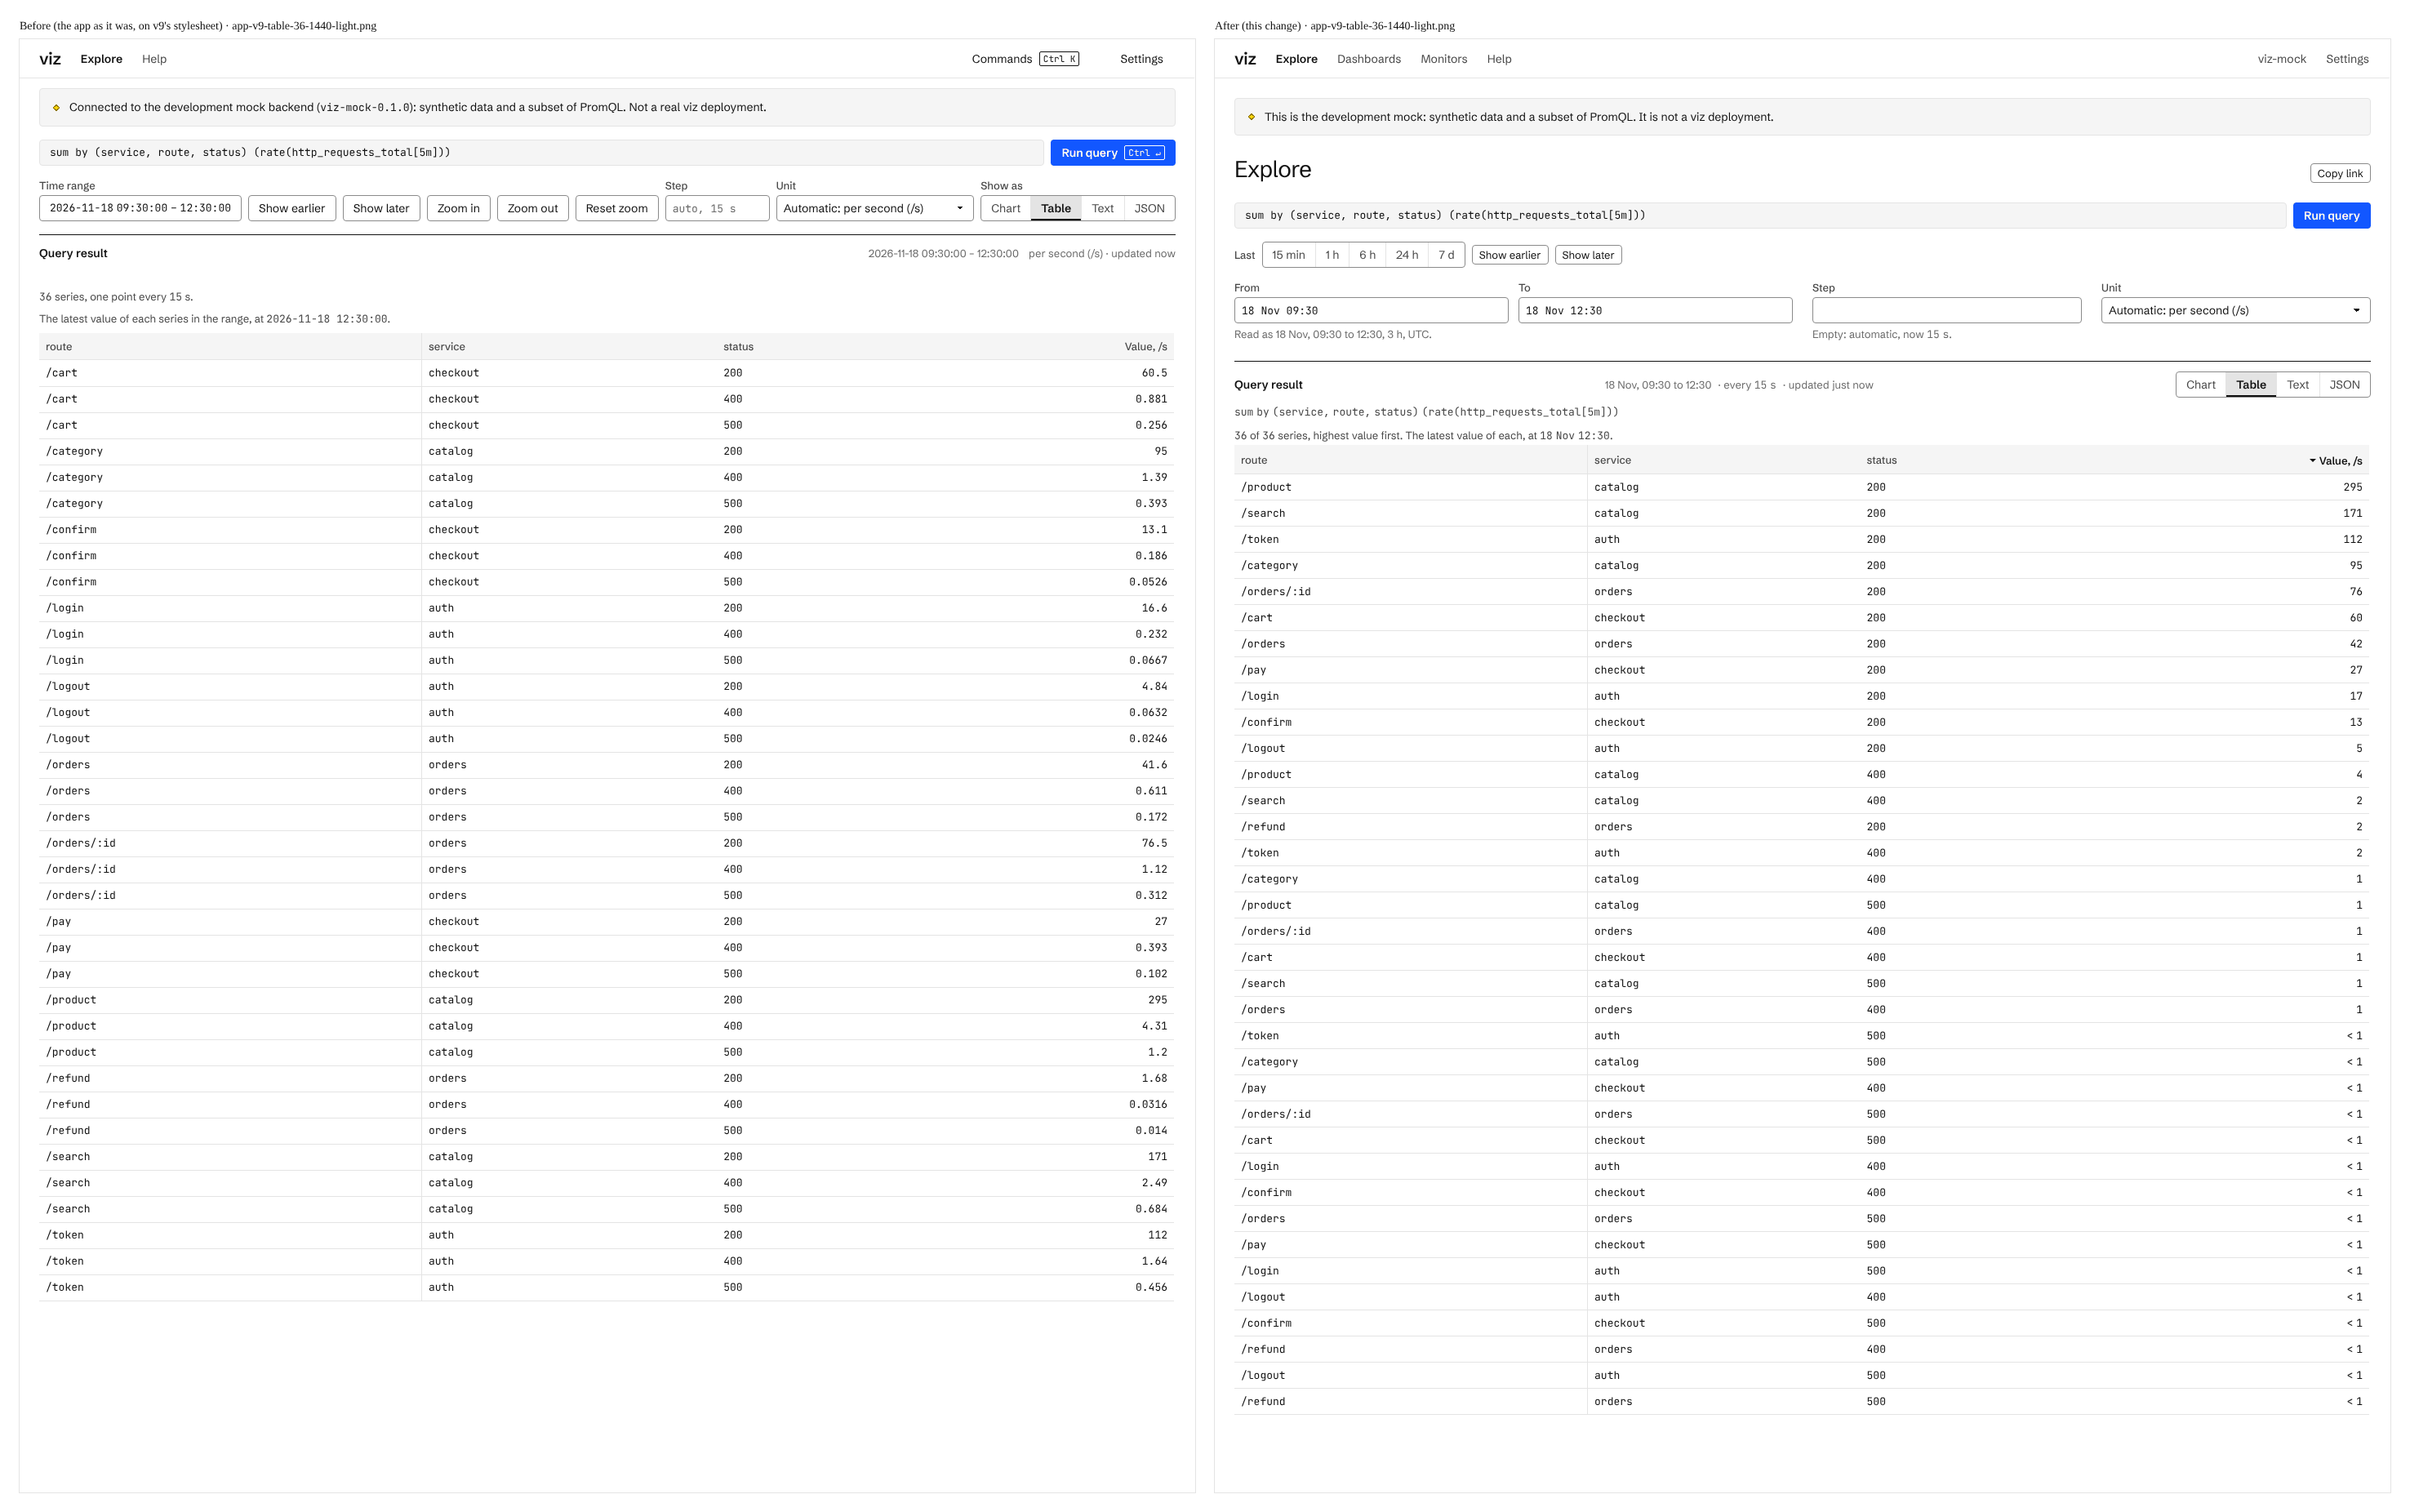 Before (the app as it was, on v9's stylesheet) · app-v9-table-36-1440-light.png
viz Explore Help Commands Ctrl K Settings
Connected to the development mock backend (viz-mock-0.1.0): synthetic data and a subset of PromQL. Not a real viz deployment.
sum by (service, route, status) (rate(http_requests_total[5m])) Run query Ctrl ↵
Time range Step Unit Show as
2026-11-18 09:30:00 – 12:30:00 Show earlier Show later Zoom in Zoom out Reset zoom auto, 15 s Automatic: per second (/s) Chart Table Text JSON
Query result 2026-11-18 09:30:00 – 12:30:00 per second (/s) · updated now
36 series, one point every 15 s.
The latest value of each series in the range, at 2026-11-18 12:30:00.
route service status Value, /s
/cart checkout 200 60.5
/cart checkout 400 0.881
/cart checkout 500 0.256
/category catalog 200 95
/category catalog 400 1.39
/category catalog 500 0.393
/confirm checkout 200 13.1
/confirm checkout 400 0.186
/confirm checkout 500 0.0526
/login auth 200 16.6
/login auth 400 0.232
/login auth 500 0.0667
/logout auth 200 4.84
/logout auth 400 0.0632
/logout auth 500 0.0246
/orders orders 200 41.6
/orders orders 400 0.611
/orders orders 500 0.172
/orders/:id orders 200 76.5
/orders/:id orders 400 1.12
/orders/:id orders 500 0.312
/pay checkout 200 27
/pay checkout 400 0.393
/pay checkout 500 0.102
/product catalog 200 295
/product catalog 400 4.31
/product catalog 500 1.2
/refund orders 200 1.68
/refund orders 400 0.0316
/refund orders 500 0.014
/search catalog 200 171
/search catalog 400 2.49
/search catalog 500 0.684
/token auth 200 112
/token auth 400 1.64
/token auth 500 0.456
After (this change) · app-v9-table-36-1440-light.png
viz Explore Dashboards Monitors Help viz-mock Settings
This is the development mock: synthetic data and a subset of PromQL. It is not a viz deployment.
Explore Copy link
sum by (service, route, status) (rate(http_requests_total[5m])) Run query
Last 15 min 1 h 6 h 24 h 7 d Show earlier Show later
From To Step Unit
18 Nov 09:30 18 Nov 12:30 Automatic: per second (/s)
Read as 18 Nov, 09:30 to 12:30, 3 h, UTC. Empty: automatic, now 15 s.
Query result 18 Nov, 09:30 to 12:30 · every 15 s · updated just now Chart Table Text JSON
sum by (service, route, status) (rate(http_requests_total[5m]))
36 of 36 series, highest value first. The latest value of each, at 18 Nov 12:30.
route service status Value, /s
/product catalog 200 295
/search catalog 200 171
/token auth 200 112
/category catalog 200 95
/orders/:id orders 200 76
/cart checkout 200 60
/orders orders 200 42
/pay checkout 200 27
/login auth 200 17
/confirm checkout 200 13
/logout auth 200 5
/product catalog 400 4
/search catalog 400 2
/refund orders 200 2
/token auth 400 2
/category catalog 400 1
/product catalog 500 1
/orders/:id orders 400 1
/cart checkout 400 1
/search catalog 500 1
/orders orders 400 1
/token auth 500 < 1
/category catalog 500 < 1
/pay checkout 400 < 1
/orders/:id orders 500 < 1
/cart checkout 500 < 1
/login auth 400 < 1
/confirm checkout 400 < 1
/orders orders 500 < 1
/pay checkout 500 < 1
/login auth 500 < 1
/logout auth 400 < 1
/confirm checkout 500 < 1
/refund orders 400 < 1
/logout auth 500 < 1
/refund orders 500 < 1